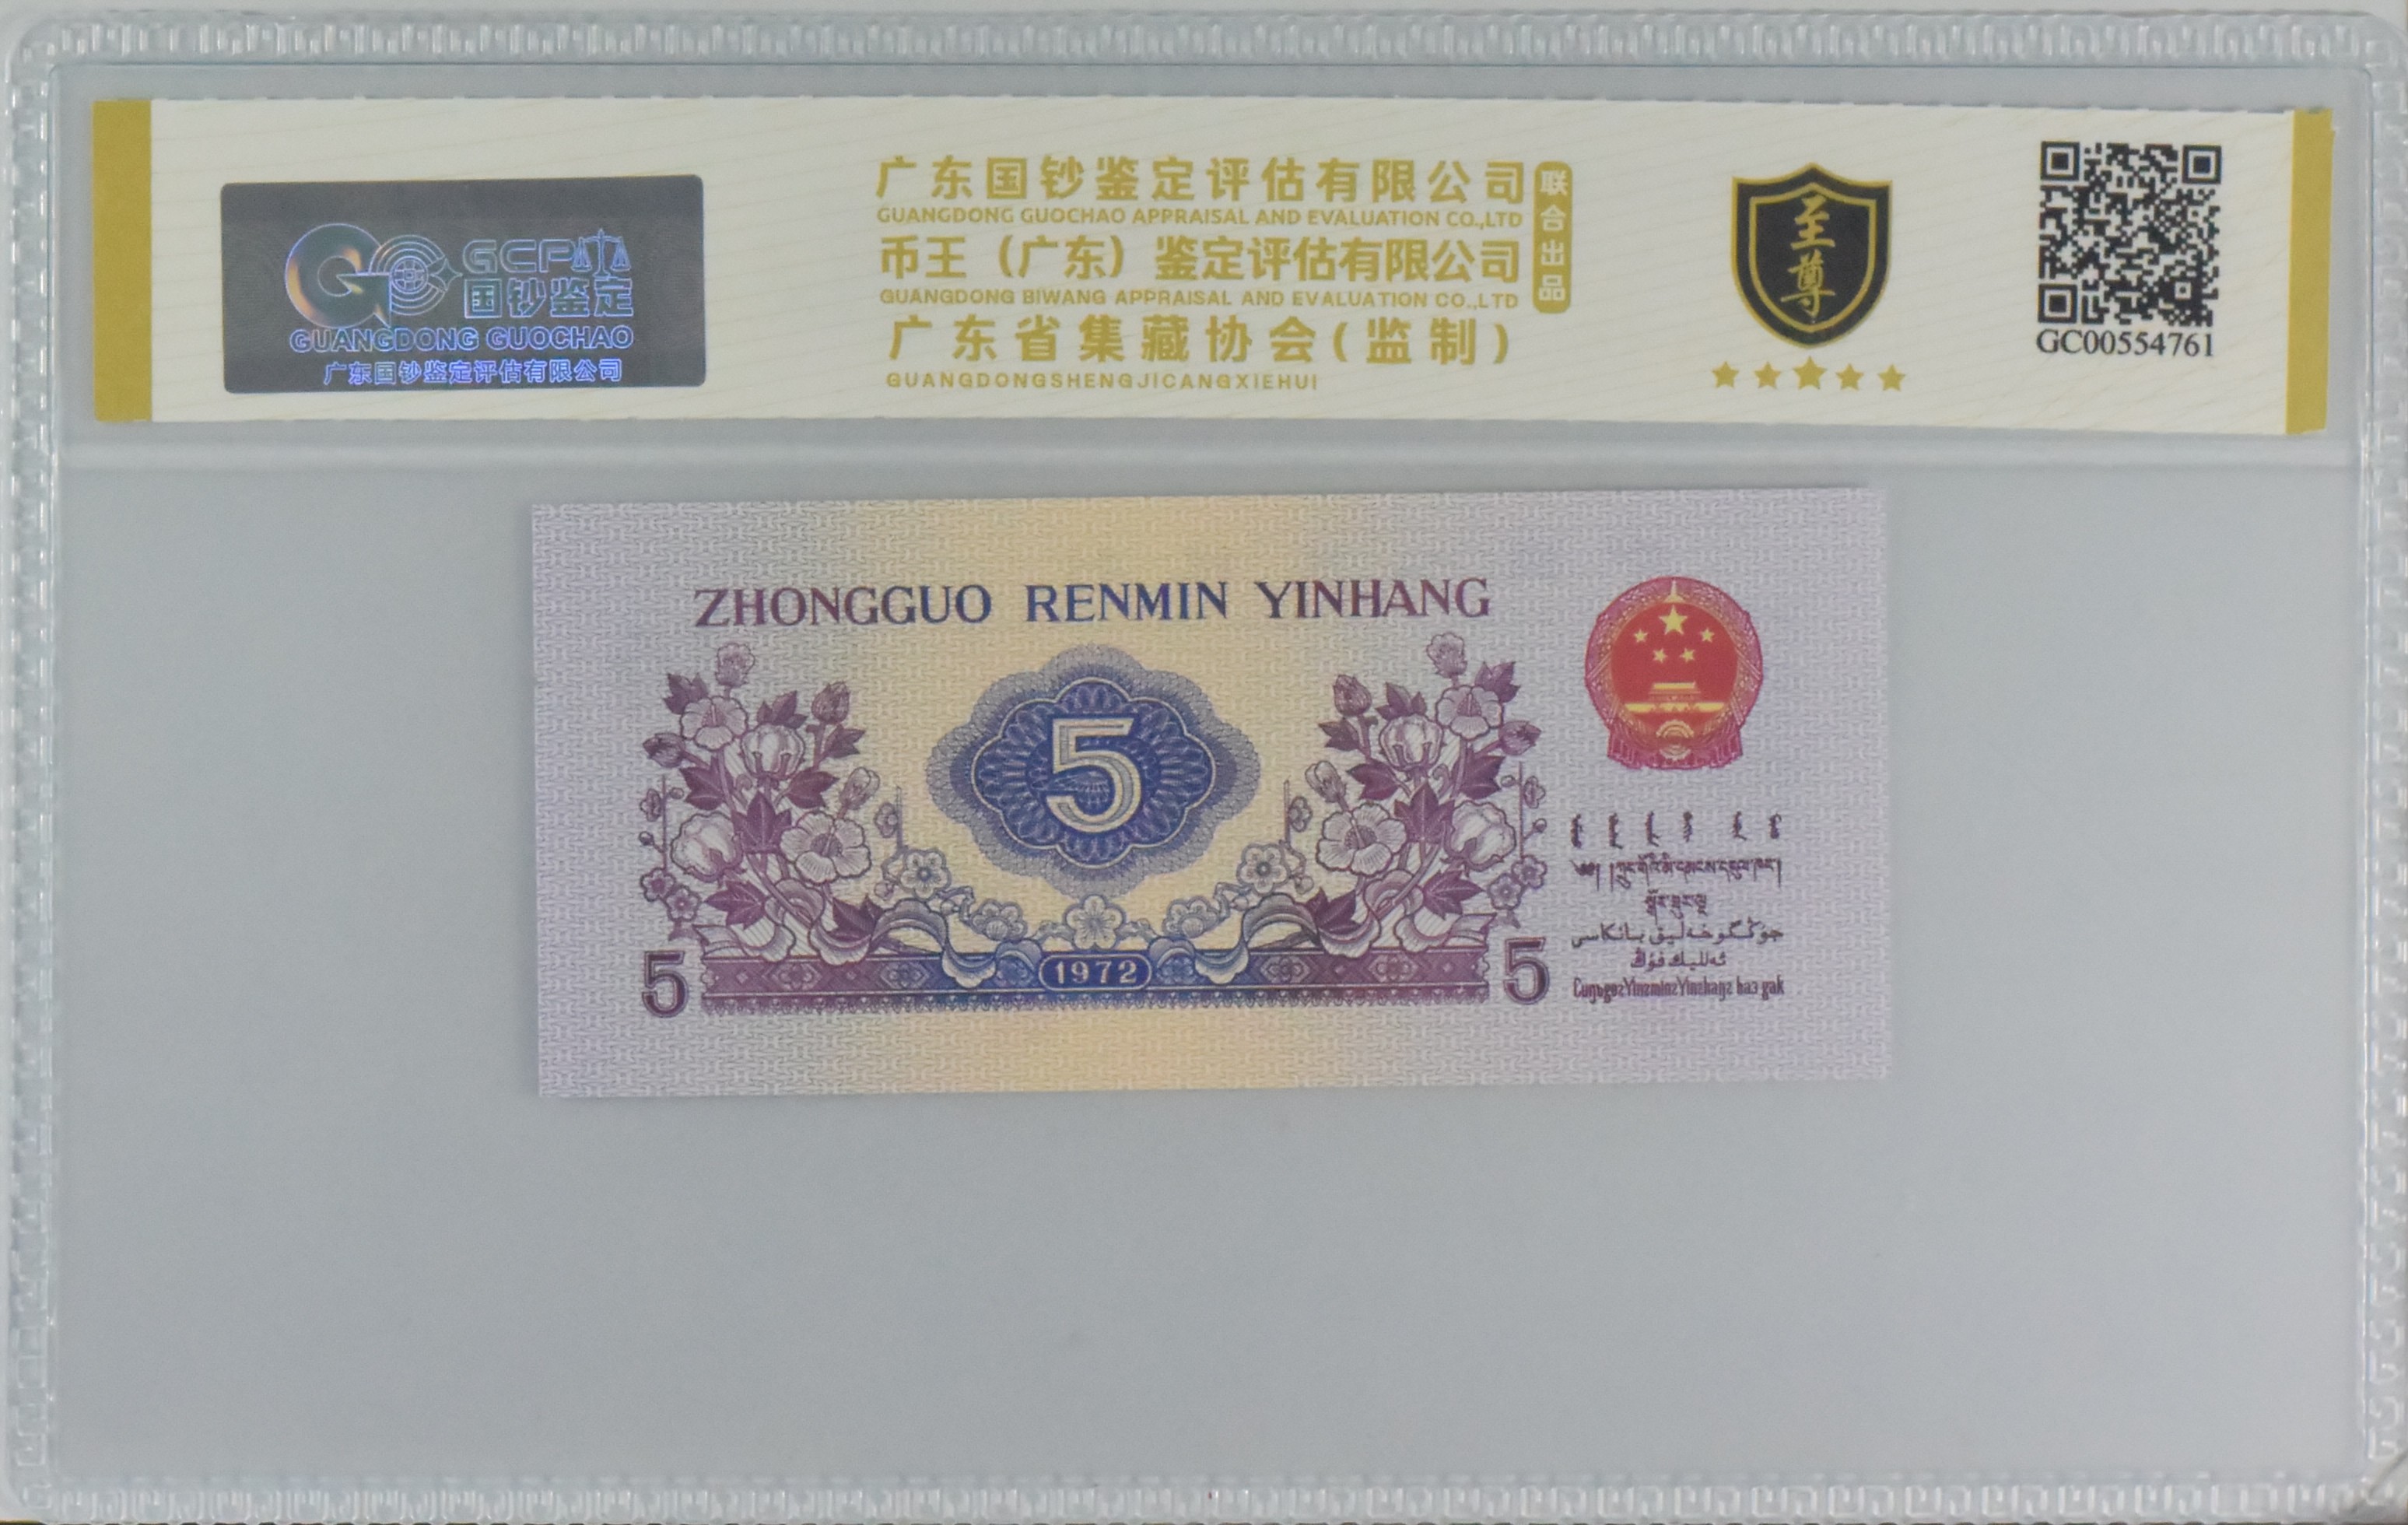 GCP
国钞鉴定
GUANGDONG GUOCHAO
广东国钞鉴定评估有限公司
广东国钞鉴定评估有限公司
GUANGDONG GUOCHAO APPRAISAL AND EVALUATION CO.,LTD
币王（广东）鉴定评估有限公司
GUANGDONG BIWANG APPRAISAL AND EVALUATION CO.,LTD
广东省集藏协会(监制)
GUANGDONGSHENGJICANGXIEHUI
联合出品
至尊
GC00554761
ZHONGGUO RENMIN YINHANG
5
1972
5
5
جۇڭگو خەلىق بانكاسى